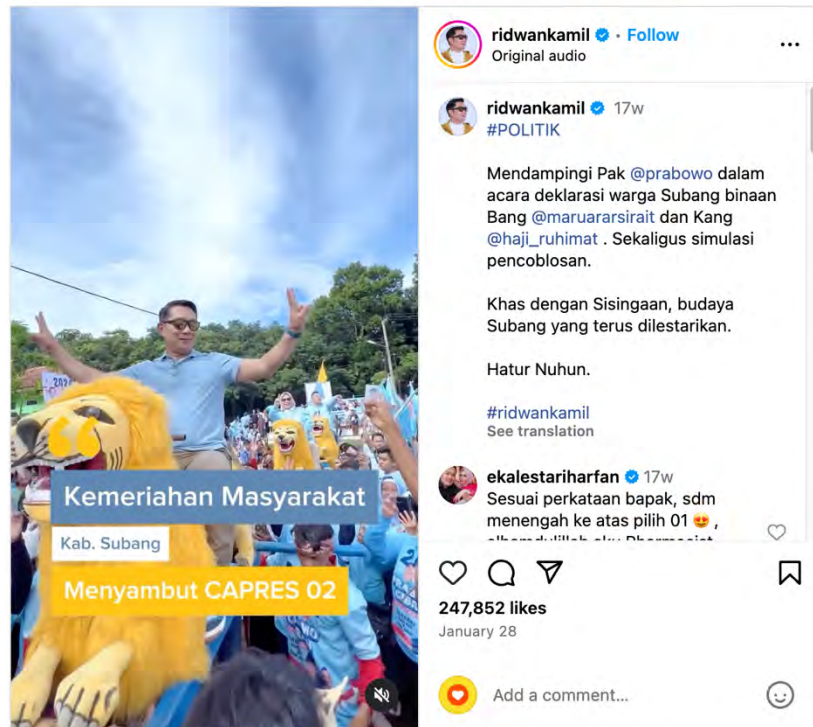 ridwankamil • Follow
Original audio
ridwankamil 17w
#POLITIK
Mendampingi Pak @prabowo dalam
acara deklarasi warga Subang binaan
Bang @maruararsirait dan Kang
@haji_ruhimat . Sekaligus simulasi
pencoblosan.
Khas dengan Sisingaan, budaya
Subang yang terus dilestarikan.
Hatur Nuhun.
#ridwankamil
See translation
ekalestariharfan 17w
Sesuai perkataan bapak, sdm
menengah ke atas pilih 01 😍 ,
247,852 likes
January 28
Add a comment...
“
Kemeriahan Masyarakat
Kab. Subang
Menyambut CAPRES 02